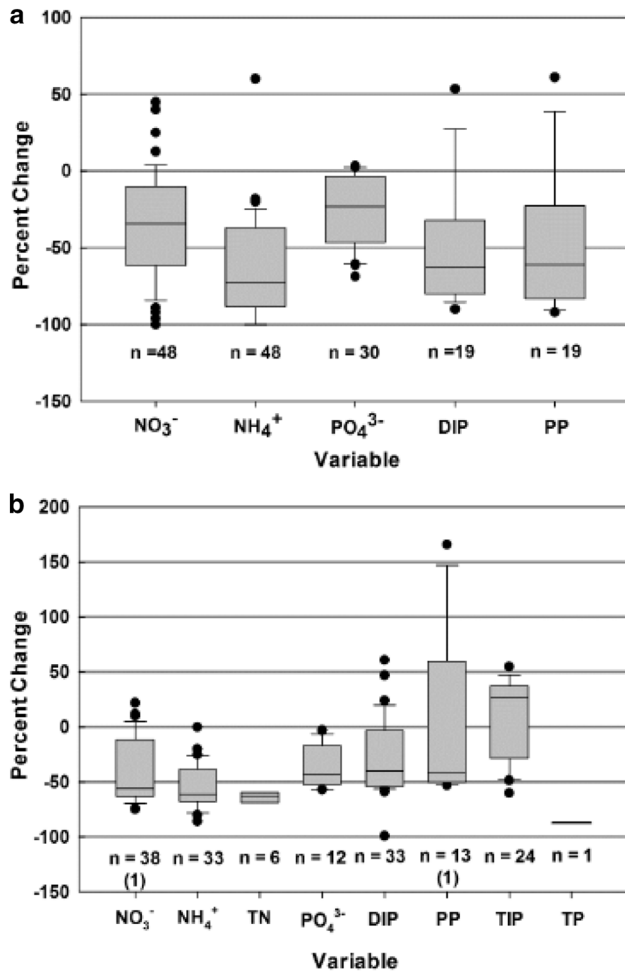 a
100
50
0
-50
-100
-150
Percent Change
n =48 n = 48 n = 30 n =19 n = 19
NO₃⁻ NH₄⁺ PO₄³⁻ DIP PP
Variable
b
200
150
100
50
0
-50
-100
-150
Percent Change
n = 38 n = 33 n = 6 n = 12 n = 33 n = 13 n = 24 n = 1
(1) (1)
NO₃⁻ NH₄⁺ TN PO₄³⁻ DIP PP TIP TP
Variable